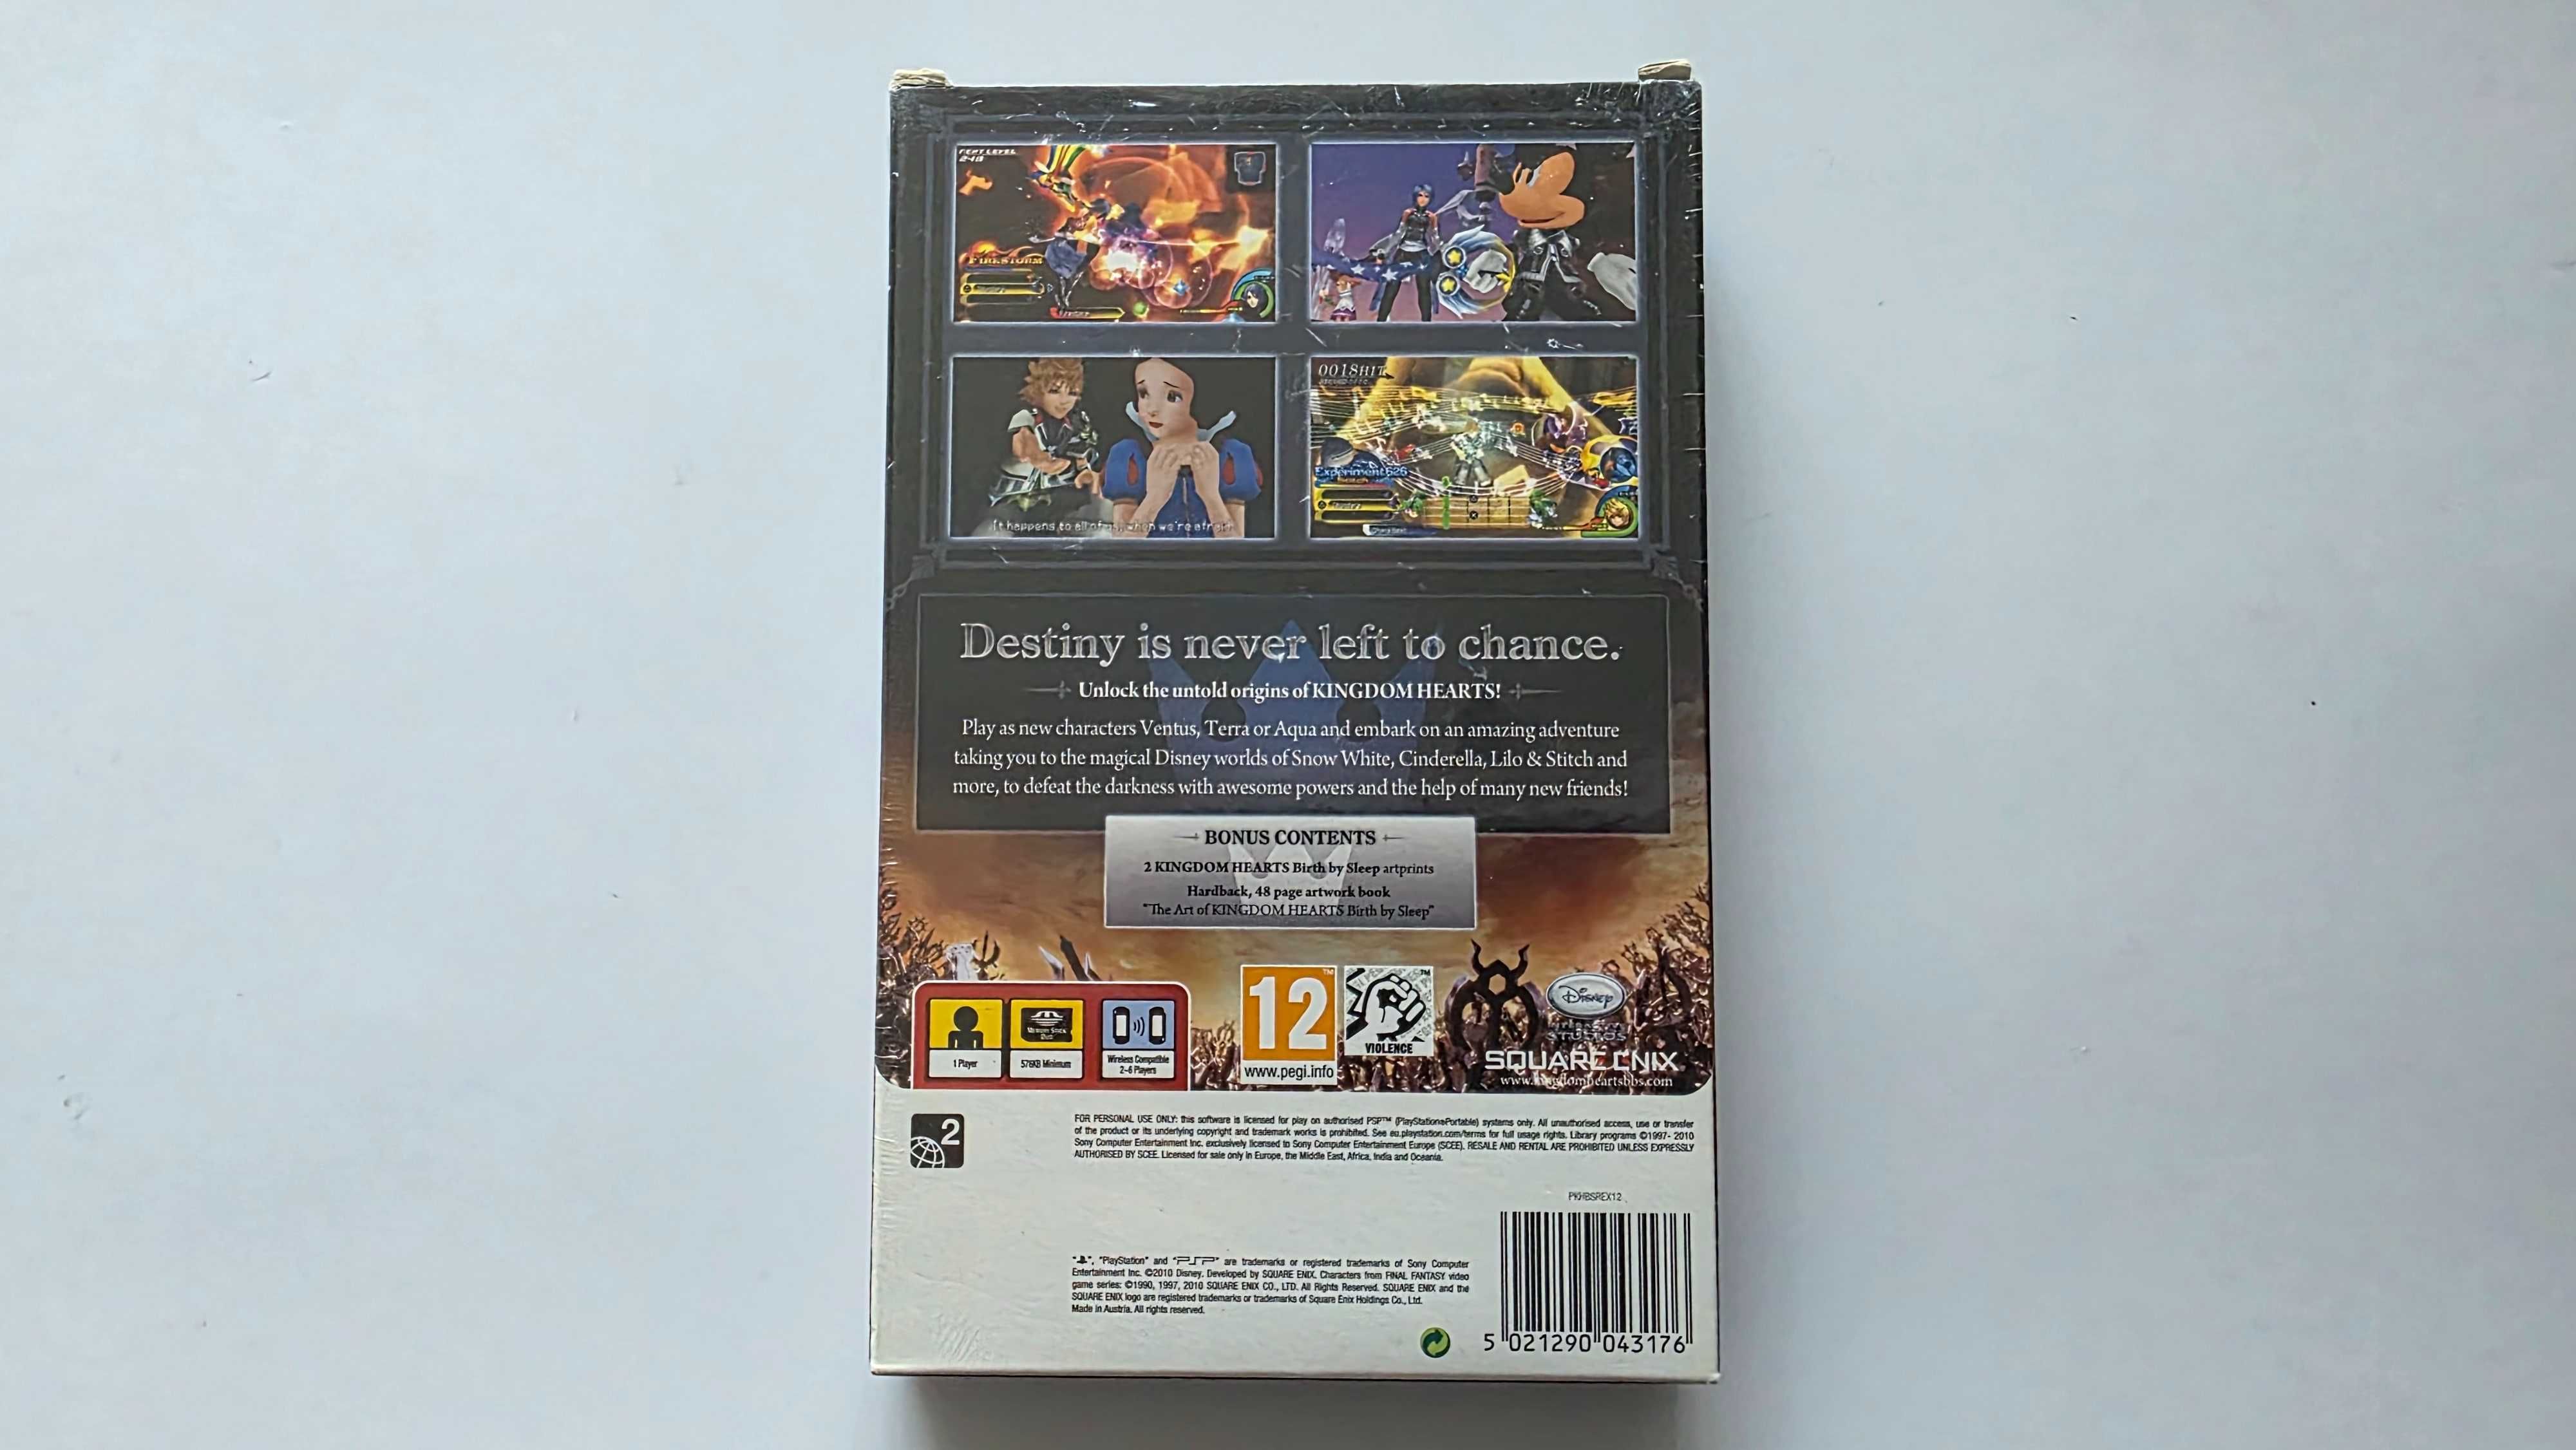 NEXT LEVEL
248
FIRESTORM
It happens to all of us, when we're afraid.
0018HIT
Experiment626
Destiny is never left to chance.
Unlock the untold origins of KINGDOM HEARTS!
Play as new characters Ventus, Terra or Aqua and embark on an amazing adventure
taking you to the magical Disney worlds of Snow White, Cinderella, Lilo & Stitch and
more, to defeat the darkness with awesome powers and the help of many new friends!
BONUS CONTENTS
2 KINGDOM HEARTS Birth by Sleep artprints
Hardback, 48 page artwork book
"The Art of KINGDOM HEARTS Birth by Sleep"
MEMORY STICK
DUO
1 Player
576KB Minimum
Wireless Compatible
2-6 Players
12
www.pegi.info
VIOLENCE
™
™
DISNEY
STUDIOS
SQUARE ENIX
www.kingdomheartsbbs.com
2
FOR PERSONAL USE ONLY: this software is licensed for play on authorised PSP™ (PlayStation®Portable) systems only. All unauthorised access, use or transfer
of the product or its underlying copyright and trademark works is prohibited. See eu.playstation.com/terms for full usage rights. Library programs ©1997- 2010
Sony Computer Entertainment Inc. exclusively licensed to Sony Computer Entertainment Europe (SCEE). RESALE AND RENTAL ARE PROHIBITED UNLESS EXPRESSLY
AUTHORISED BY SCEE. Licensed for sale only in Europe, the Middle East, Africa, India and Oceania.
PKHBSREX12
"", "PlayStation" and "PSP" are trademarks or registered trademarks of Sony Computer
Entertainment Inc. ©2010 Disney. Developed by SQUARE ENIX. Characters from FINAL FANTASY video
game series: ©1990, 1997, 2010 SQUARE ENIX CO., LTD. All Rights Reserved. SQUARE ENIX and the
SQUARE ENIX logo are registered trademarks or trademarks of Square Enix Holdings Co., Ltd.
Made in Austria. All rights reserved.
5 021290 043176